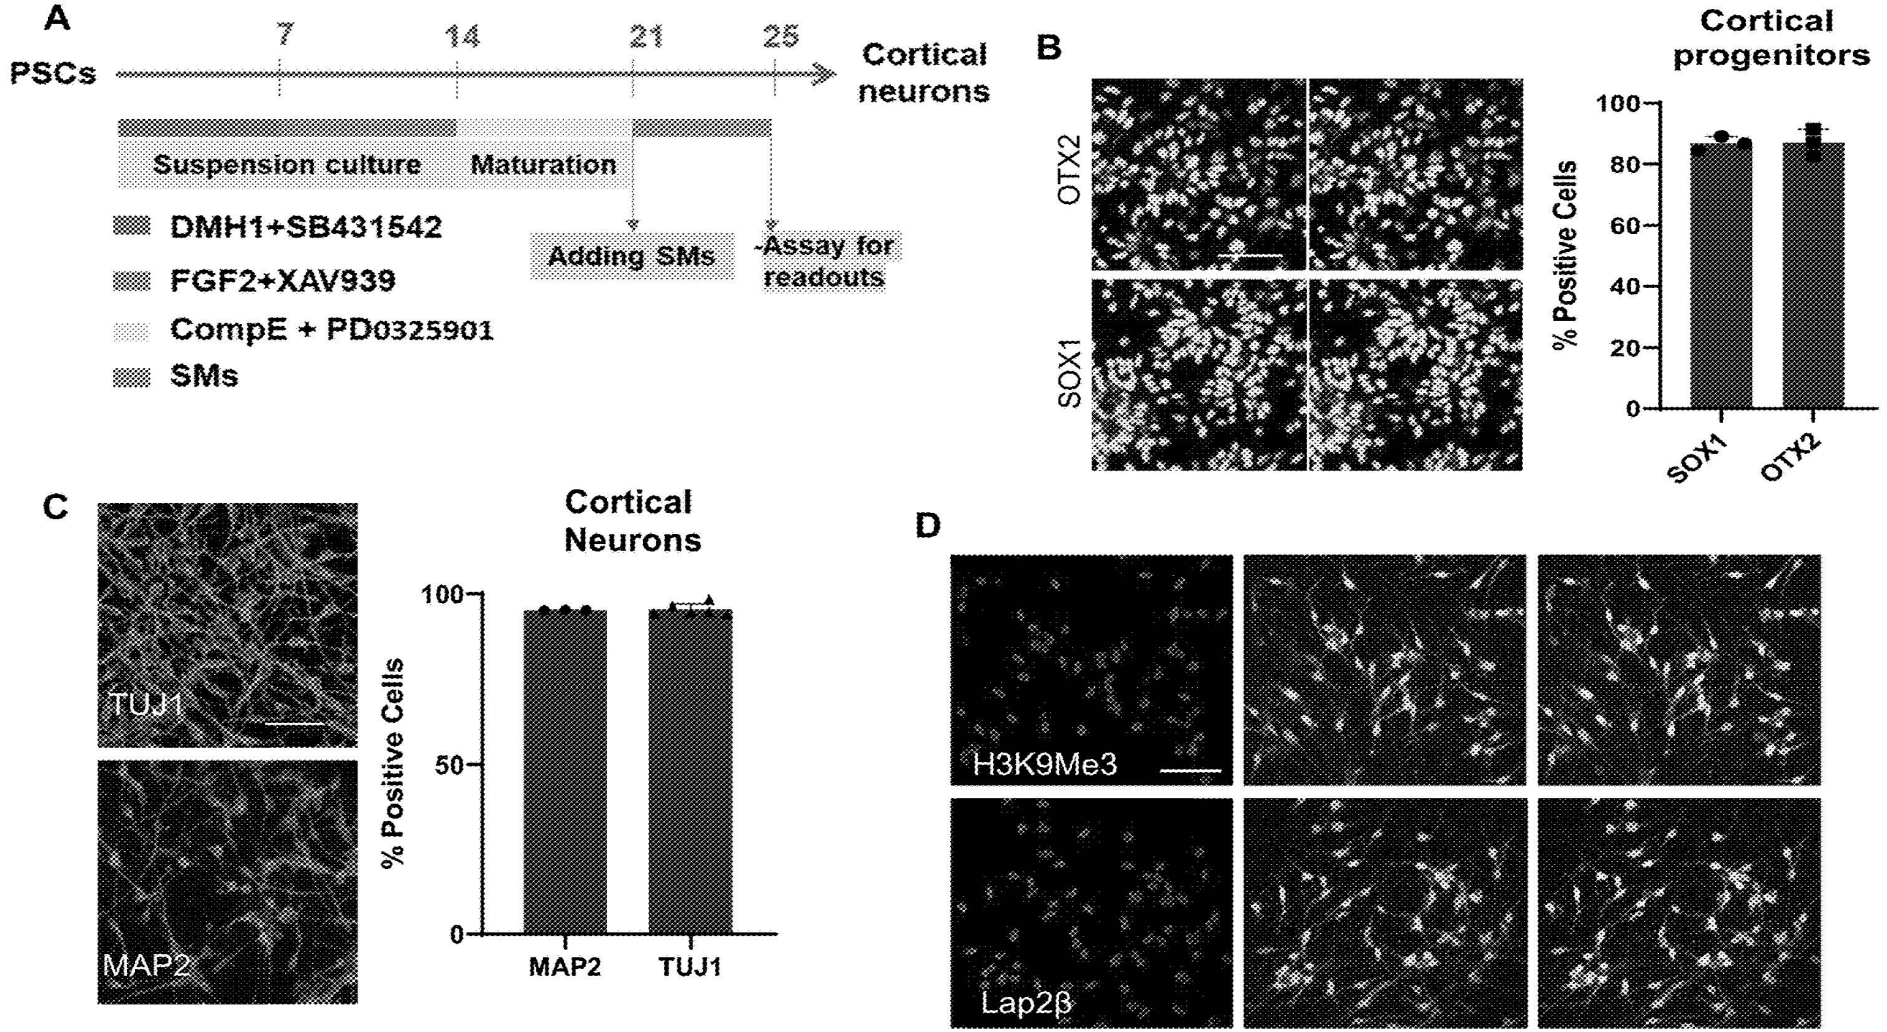 A
7 14 21 25
PSCs
Cortical
neurons
Suspension culture
Maturation
DMH1+SB431542
FGF2+XAV939
CompE + PD0325901
SMs
Adding SMs
-Assay for
readouts
B
OTX2
SOX1
Cortical
progenitors
% Positive Cells
100
80
60
40
20
0
SOX1
OTX2
C
TUJ1
MAP2
Cortical
Neurons
% Positive Cells
100
50
0
MAP2
TUJ1
D
H3K9Me3
Lap2β